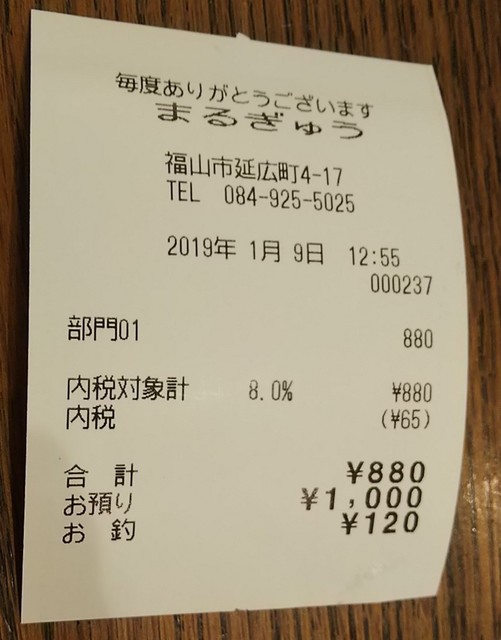 毎度ありがとうございます
まるぎゅう
福山市延広町4-17
TEL 084-925-5025
2019年 1月 9日 12:55
000237
部門01 880
内税対象計 8.0% ¥880
内税 (¥65)
合 計 ¥880
お預り ¥1,000
お 釣 ¥120